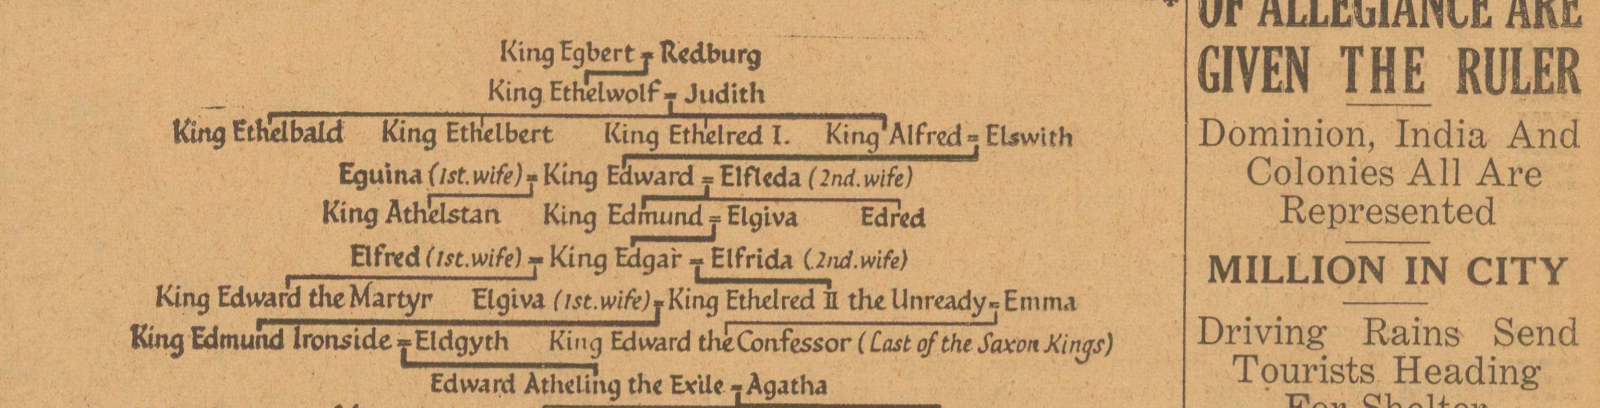 King Egbert = Redburg
King Ethelwolf = Judith
King Ethelbald King Ethelbert King Ethelred I. King Alfred = Elswith
Eguina (1st. wife) = King Edward = Elfleda (2nd. wife)
King Athelstan King Edmund = Elgiva Edred
Elfred (1st. wife) = King Edgar = Elfrida (2nd. wife)
King Edward the Martyr Elgiva (1st. wife) = King Ethelred II the Unready = Emma
King Edmund Ironside = Eldgyth King Edward the Confessor (Last of the Saxon Kings)
Edward Atheling the Exile = Agatha
OF ALLEGIANCE ARE
GIVEN THE RULER
Dominion, India And
Colonies All Are
Represented
MILLION IN CITY
Driving Rains Send
Tourists Heading
For Shelter